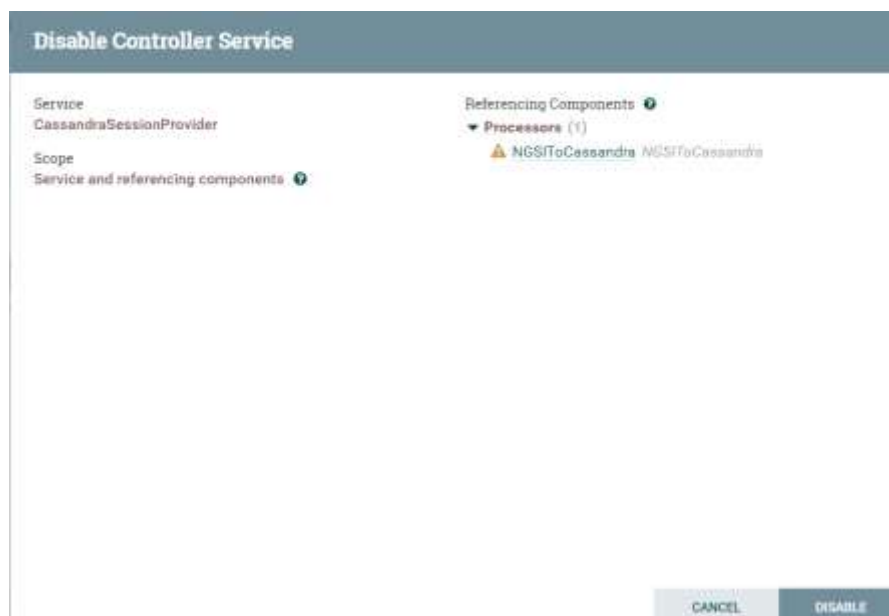 Disable Controller Service
Service
CassandraSessionProvider
Scope
Service and referencing components
Referencing Components
Processors (1)
NGSIToCassandra NGSIToCassandra
CANCEL
DISABLE